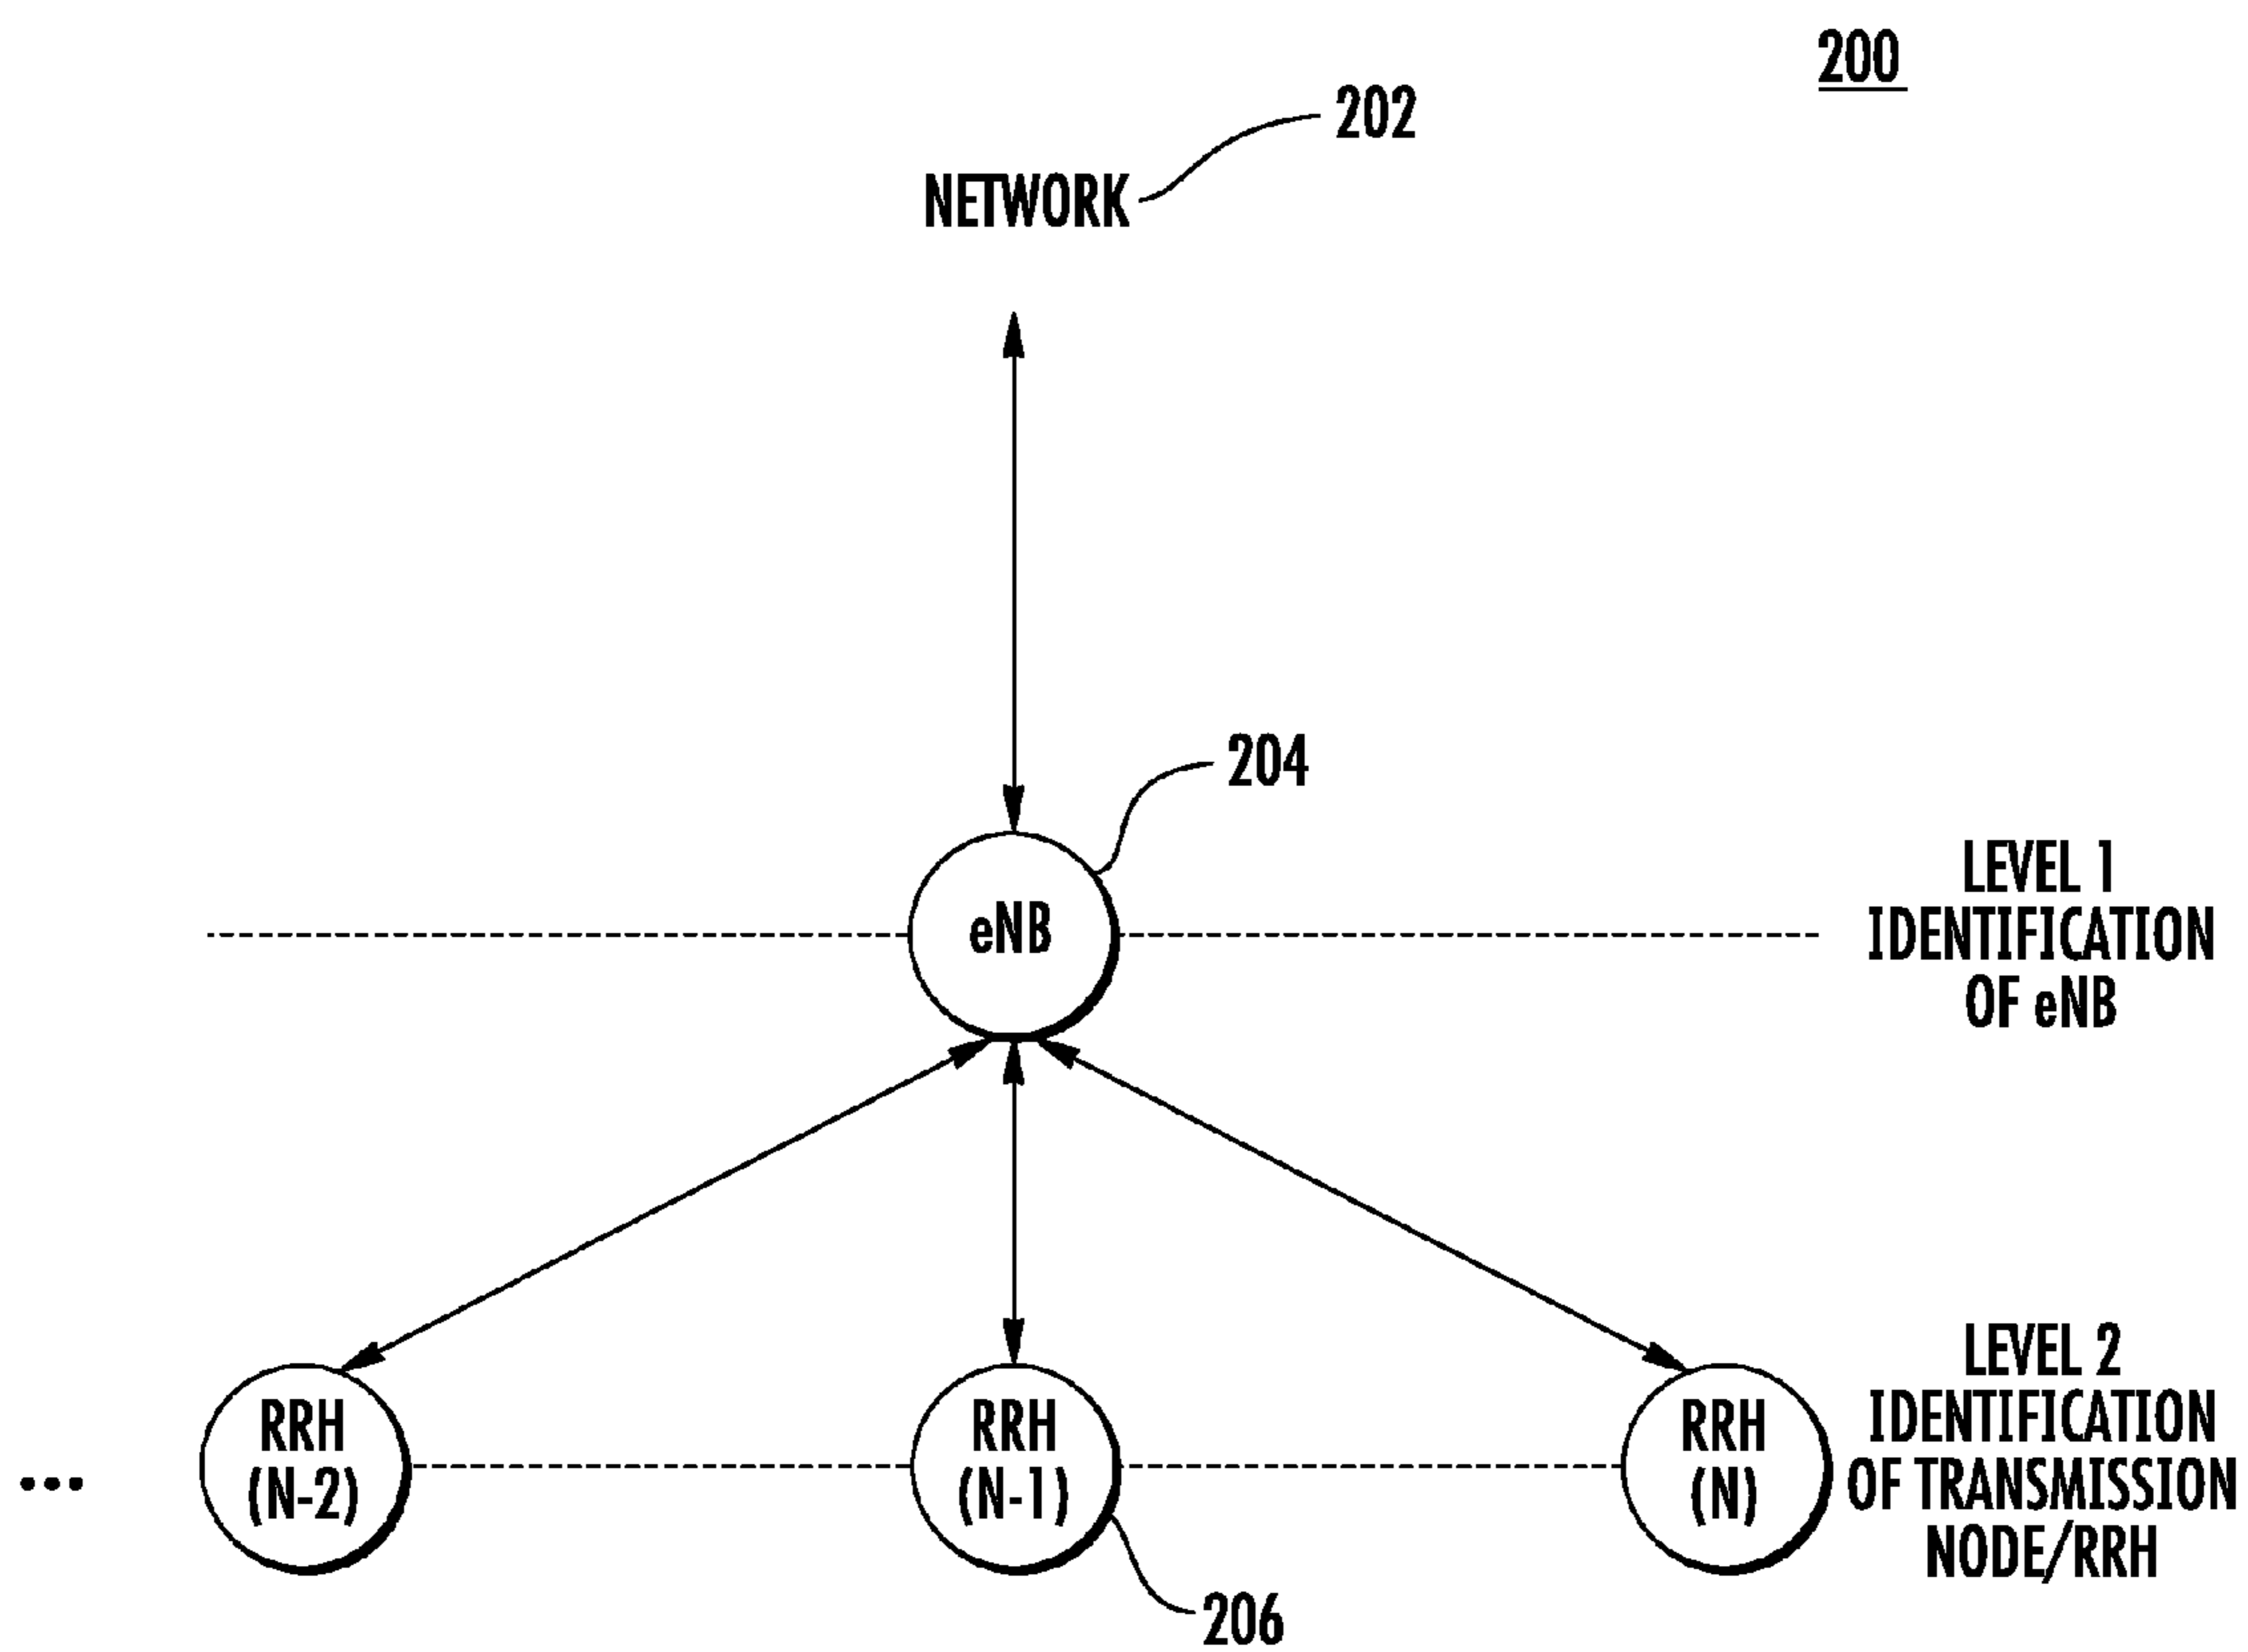 200
202
NETWORK
204
eNB
LEVEL 1
IDENTIFICATION
OF eNB
RRH
(N-2)
RRH
(N-1)
RRH
(N)
LEVEL 2
IDENTIFICATION
OF TRANSMISSION
NODE/RRH
...
206